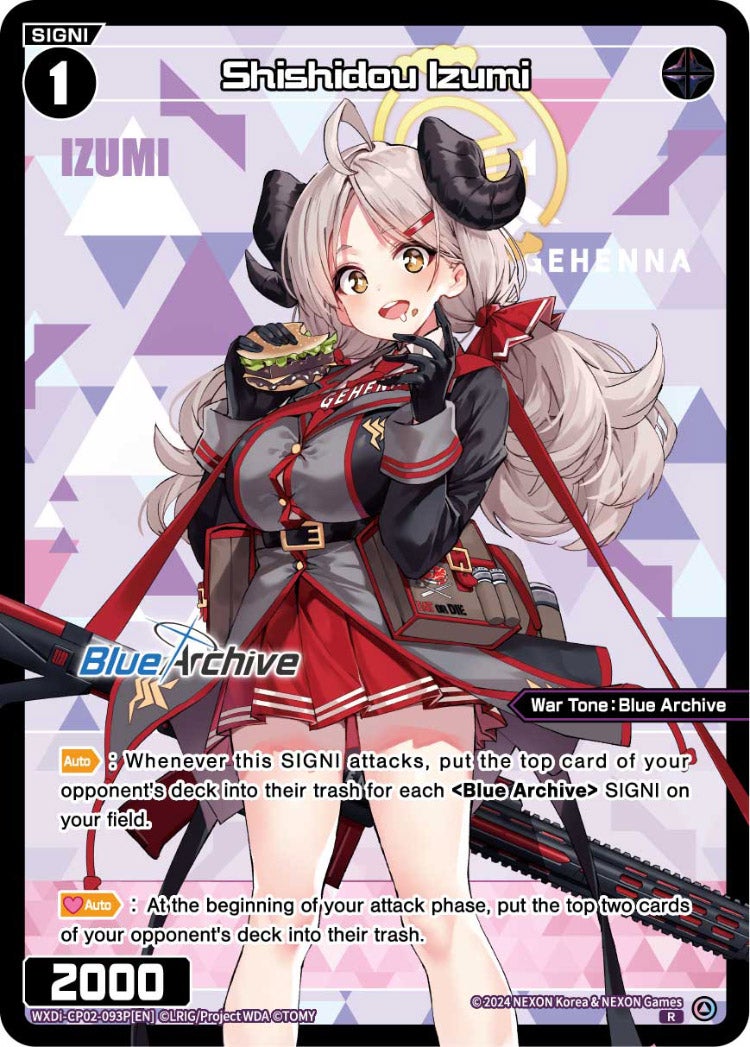 SIGNI
1
Shishidou Izumi
IZUMI
GEHENNA
GEHENN
OR DIE
Blue Archive
War Tone : Blue Archive
Auto : Whenever this SIGNI attacks, put the top card of your
opponent's deck into their trash for each <Blue Archive> SIGNI on
your field.
Auto : At the beginning of your attack phase, put the top two cards
of your opponent's deck into their trash.
2000
©2024 NEXON Korea & NEXON Games
WXDi-CP02-093P[EN] ©LRIG/Project WDA ©TOMY
R